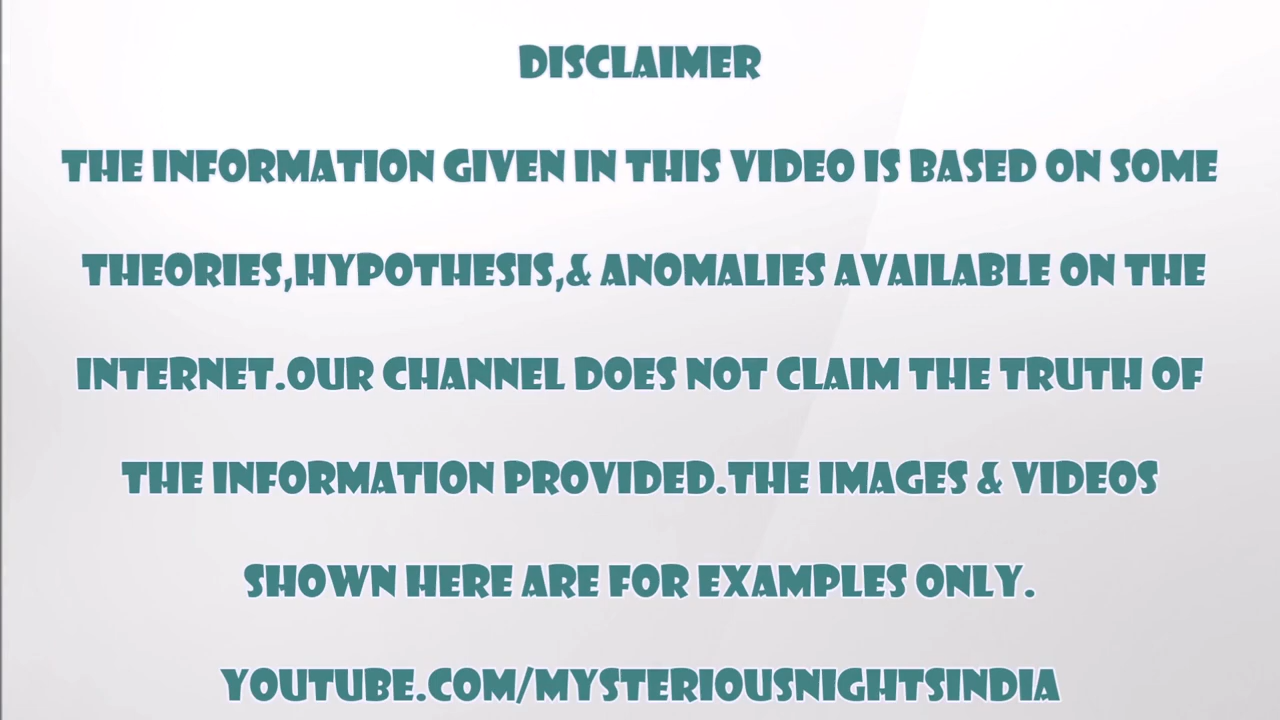 DISCLAIMER
THE INFORMATION GIVEN IN THIS VIDEO IS BASED ON SOME
THEORIES,HYPOTHESIS,& ANOMALIES AVAILABLE ON THE
INTERNET.OUR CHANNEL DOES NOT CLAIM THE TRUTH OF
THE INFORMATION PROVIDED.THE IMAGES & VIDEOS
SHOWN HERE ARE FOR EXAMPLES ONLY.
YOUTUBE.COM/MYSTERIOUSNIGHTSINDIA